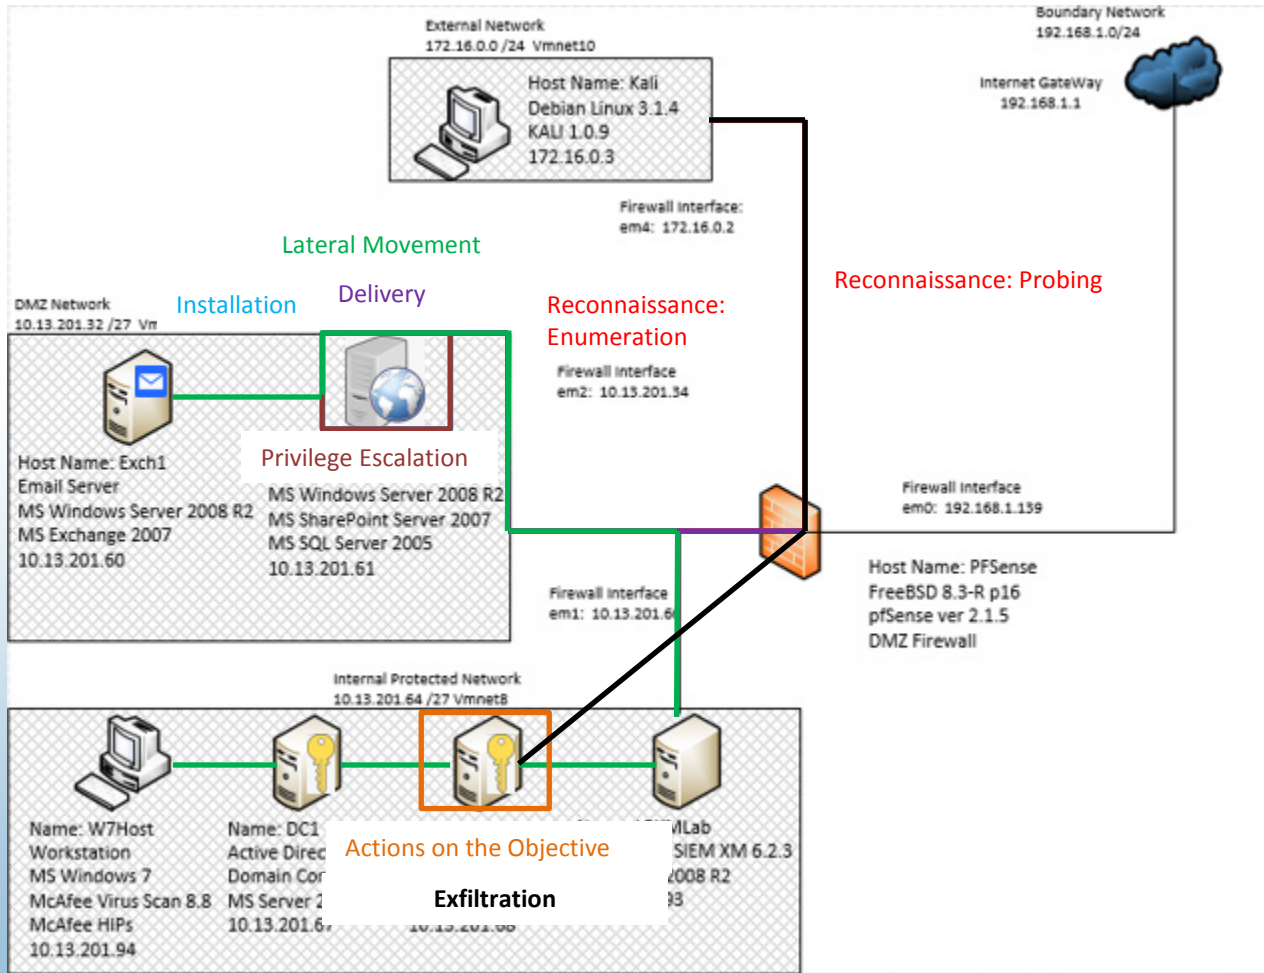 External Network
172.16.0.0 /24 Vmnet10
Host Name: Kali
Debian Linux 3.1.4
KALI 1.0.9
172.16.0.3
Boundary Network
192.168.1.0/24
Internet GateWay
192.168.1.1
Firewall Interface:
em4: 172.16.0.2
Lateral Movement
Delivery
Installation
Reconnaissance:
Enumeration
Reconnaissance: Probing
DMZ Network
10.13.201.32 /27
Firewall Interface
em2: 10.13.201.34
Host Name: Exch1
Email Server
MS Windows Server 2008 R2
MS Exchange 2007
10.13.201.60
Privilege Escalation
MS Windows Server 2008 R2
MS SharePoint Server 2007
MS SQL Server 2005
10.13.201.61
Firewall Interface
em0: 192.168.1.139
Host Name: PFSense
FreeBSD 8.3-R p16
pfSense ver 2.1.5
DMZ Firewall
Firewall Interface
em1:
Internal Protected Network
10.13.201.64 /27 Vmnet8
Name: W7Host
Workstation
MS Windows 7
McAfee Virus Scan 8.8
McAfee HIPs
10.13.201.94
Name: DC1
Active
Domain
MS Server
10.13.201.67
Actions on the Objective
Exfiltration
SIEM XM 6.2.3
2008 R2